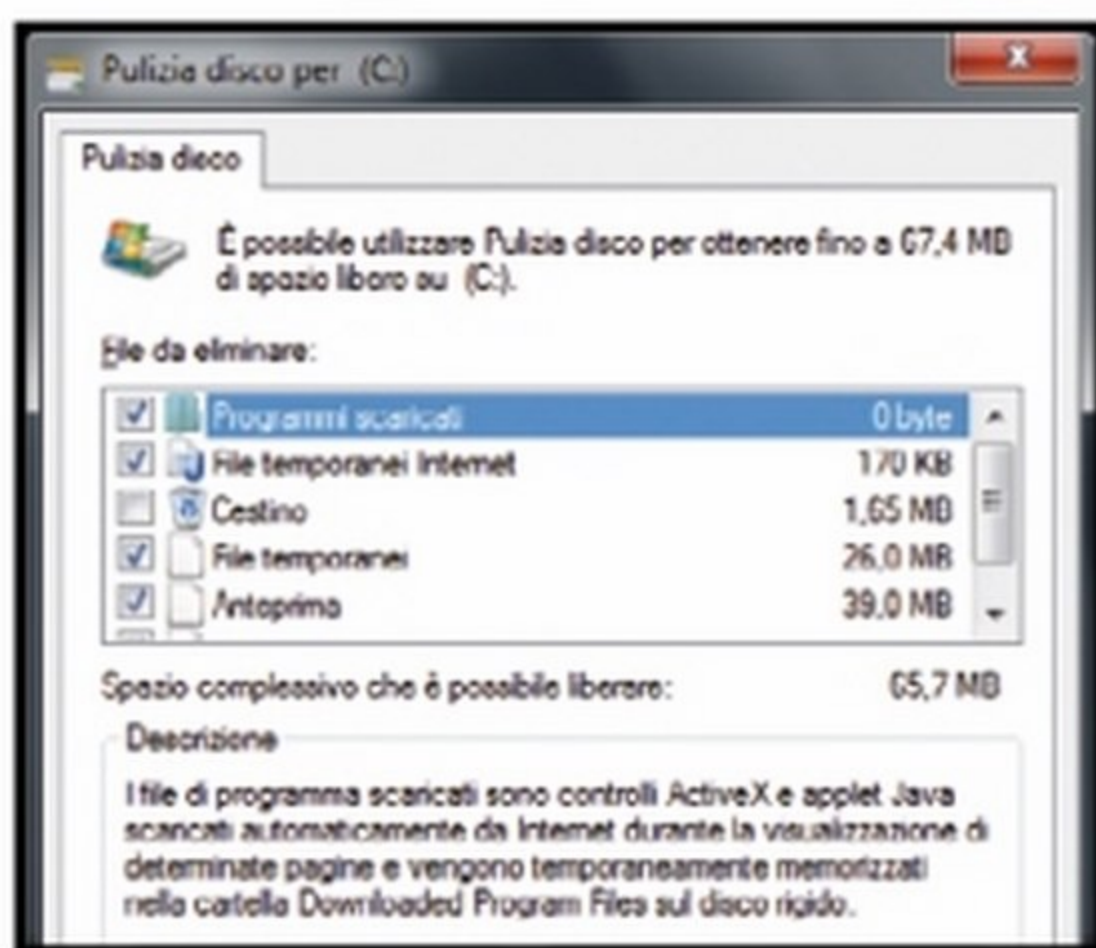 Pulizia disco per (C:)
Pulizia disco
È possibile utilizzare Pulizia disco per ottenere fino a 67,4 MB
di spazio libero su (C:).
File da eliminare:
Programmi scaricati 0 byte
File temporanei Internet 170 KB
Cestino 1,65 MB
File temporanei 26,0 MB
Anteprima 39,0 MB
Spazio complessivo che è possibile liberare: 65,7 MB
Descrizione
I file di programma scaricati sono controlli ActiveX e applet Java
scaricati automaticamente da Internet durante la visualizzazione di
determinate pagine e vengono temporaneamente memorizzati
nella cartella Downloaded Program Files sul disco rigido.